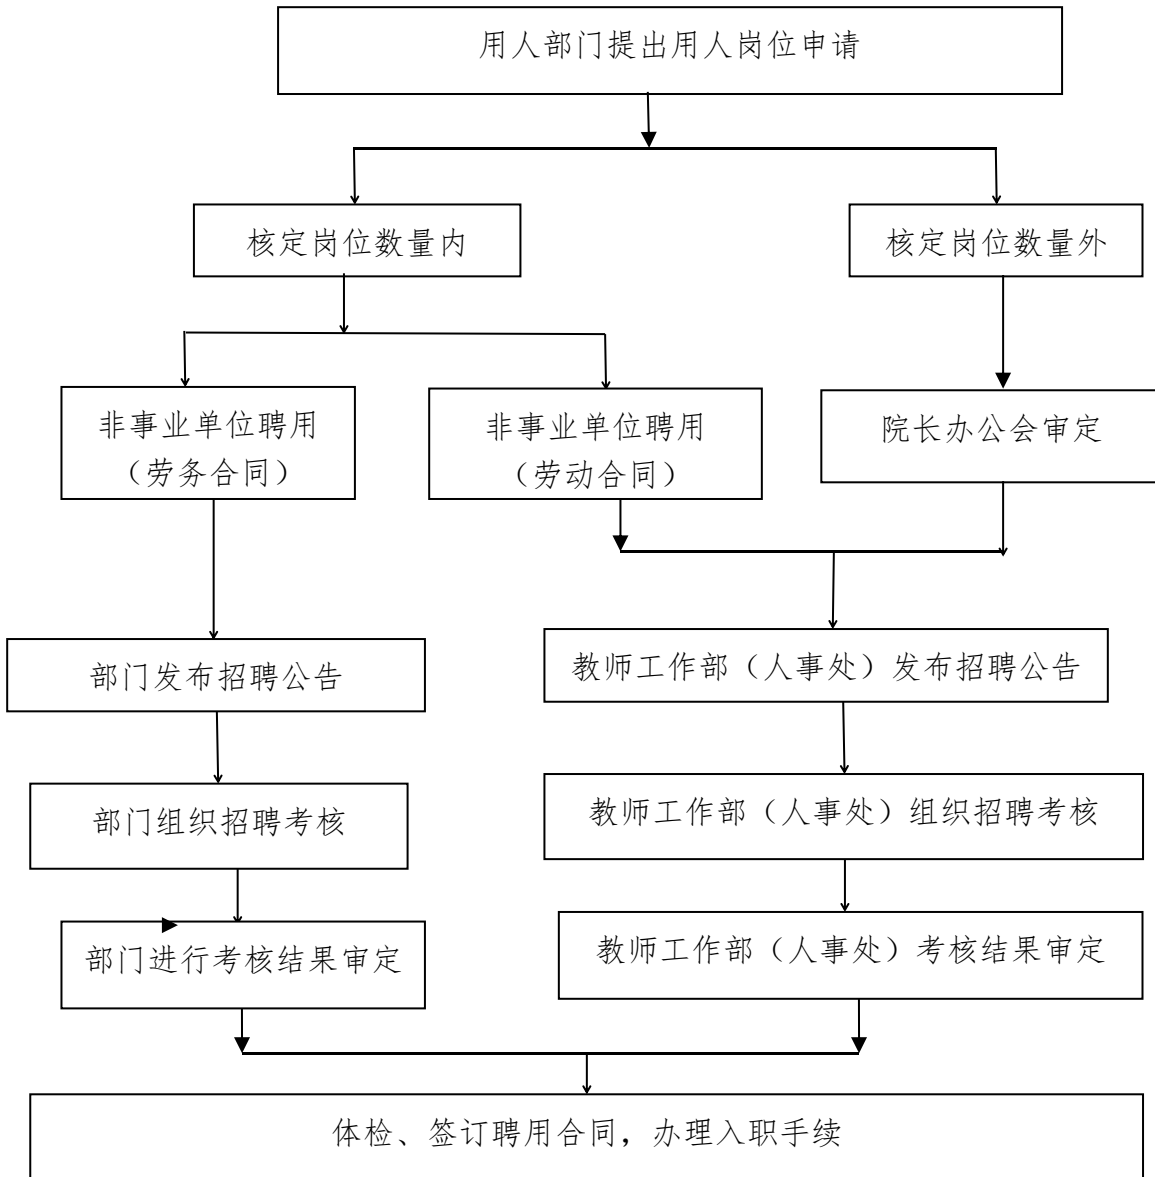 用人部门提出用人岗位申请
核定岗位数量内
核定岗位数量外
非事业单位聘用
（劳务合同）
非事业单位聘用
（劳动合同）
院长办公会审定
部门发布招聘公告
教师工作部（人事处）发布招聘公告
部门组织招聘考核
教师工作部（人事处）组织招聘考核
部门进行考核结果审定
教师工作部（人事处）考核结果审定
体检、签订聘用合同，办理入职手续